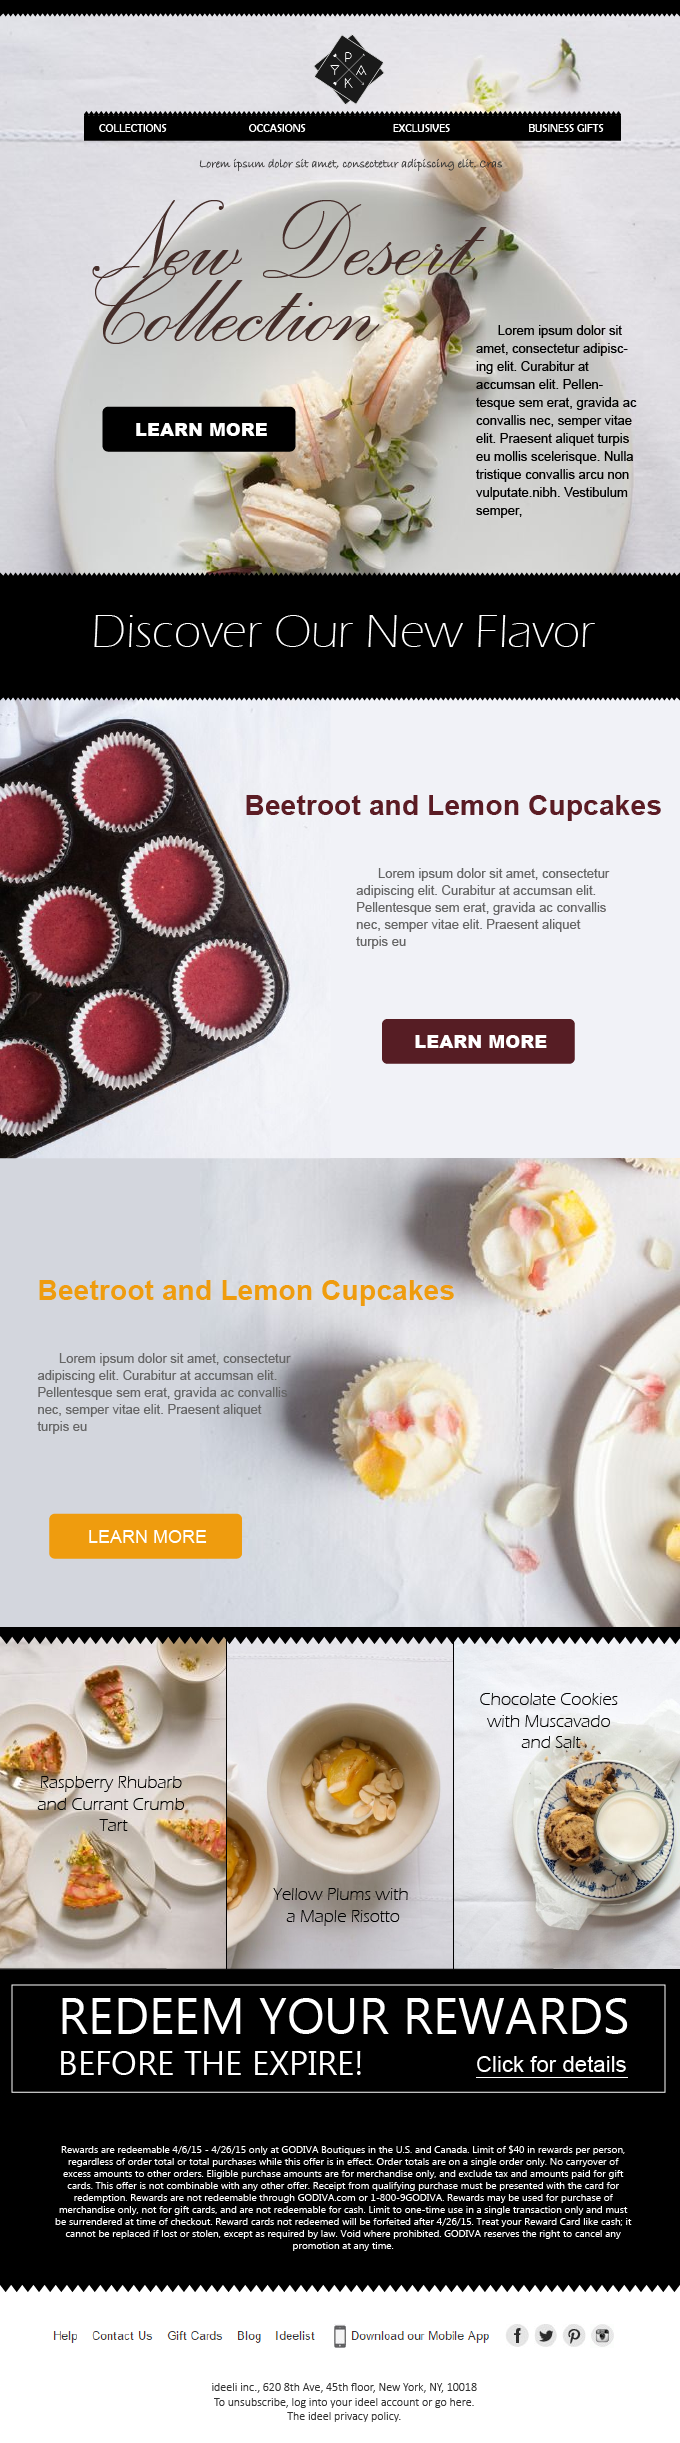 P
Y A
K
COLLECTIONS OCCASIONS EXCLUSIVES BUSINESS GIFTS
Lorem ipsum dolor sit amet, consectetur adipiscing elit. Cras
New Desert
Collection
Lorem ipsum dolor sit
amet, consectetur adipisc-
ing elit. Curabitur at
accumsan elit. Pellen-
tesque sem erat, gravida ac
convallis nec, semper vitae
elit. Praesent aliquet turpis
eu mollis scelerisque. Nulla
tristique convallis arcu non
vulputate.nibh. Vestibulum
semper,
LEARN MORE
Discover Our New Flavor
Beetroot and Lemon Cupcakes
Lorem ipsum dolor sit amet, consectetur
adipiscing elit. Curabitur at accumsan elit.
Pellentesque sem erat, gravida ac convallis
nec, semper vitae elit. Praesent aliquet
turpis eu
LEARN MORE
Beetroot and Lemon Cupcakes
Lorem ipsum dolor sit amet, consectetur
adipiscing elit. Curabitur at accumsan elit.
Pellentesque sem erat, gravida ac convallis
nec, semper vitae elit. Praesent aliquet
turpis eu
LEARN MORE
Raspberry Rhubarb
and Currant Crumb
Tart
Yellow Plums with
a Maple Risotto
Chocolate Cookies
with Muscavado
and Salt
REDEEM YOUR REWARDS
BEFORE THE EXPIRE!
Click for details
Rewards are redeemable 4/6/15 - 4/26/15 only at GODIVA Boutiques in the U.S. and Canada. Limit of $40 in rewards per person,
regardless of order total or total purchases while this offer is in effect. Order totals are on a single order only. No carryover of
excess amounts to other orders. Eligible purchase amounts are for merchandise only, and exclude tax and amounts paid for gift
cards. This offer is not combinable with any other offer. Receipt from qualifying purchase must be presented with the card for
redemption. Rewards are not redeemable through GODIVA.com or 1-800-9GODIVA. Rewards may be used for purchase of
merchandise only, not for gift cards, and are not redeemable for cash. Limit to one-time use in a single transaction only and must
be surrendered at time of checkout. Reward cards not redeemed will be forfeited after 4/26/15. Treat your Reward Card like cash; it
cannot be replaced if lost or stolen, except as required by law. Void where prohibited. GODIVA reserves the right to cancel any
promotion at any time.
Help Contact Us Gift Cards Blog Ideelist Download our Mobile App
ideeli inc., 620 8th Ave, 45th floor, New York, NY, 10018
To unsubscribe, log into your ideel account or go here.
The ideel privacy policy.